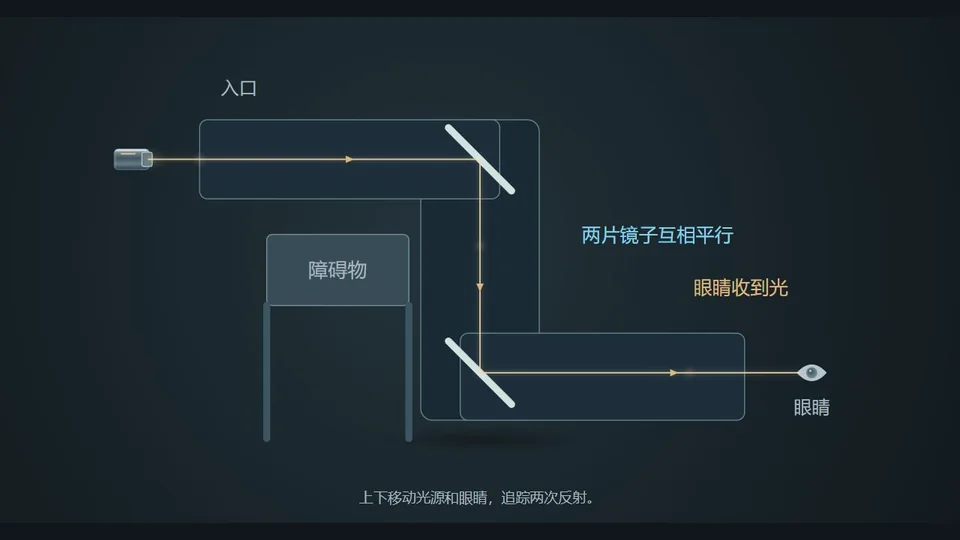 入口
两片镜子互相平行
障碍物
眼睛收到光
眼睛
上下移动光源和眼睛，追踪两次反射。